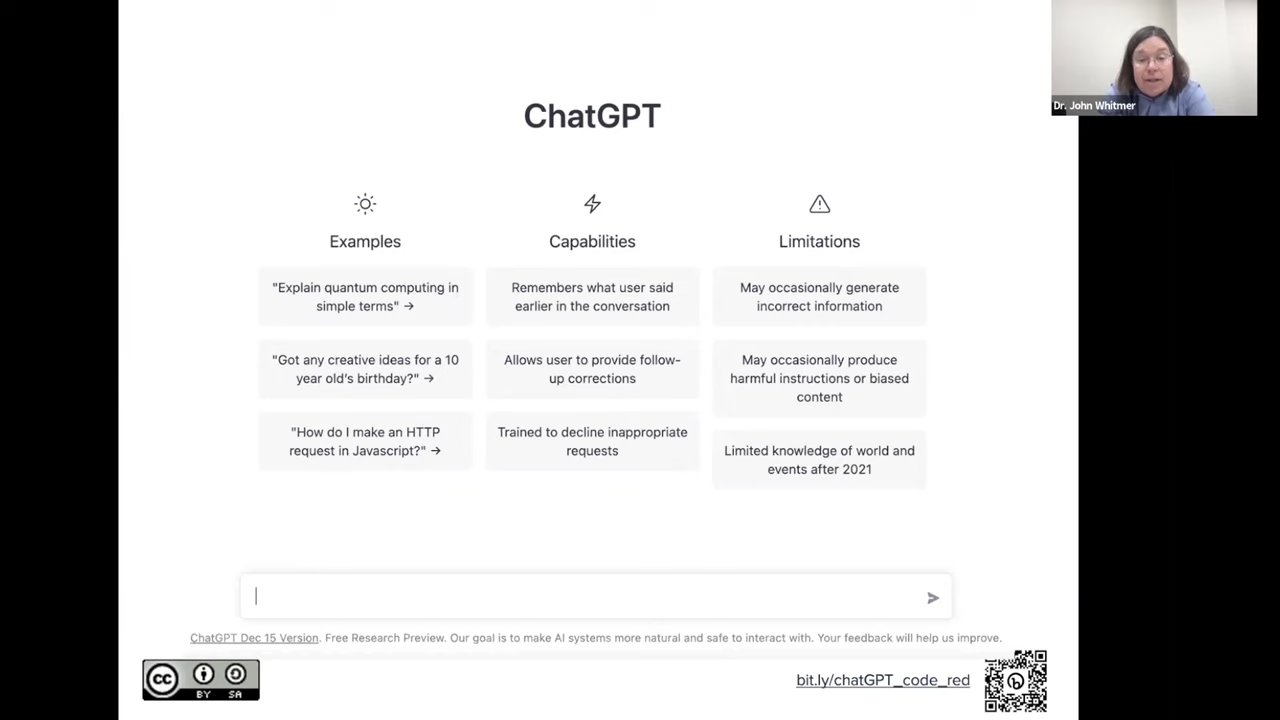 Dr. John Whitmer
ChatGPT
Examples
"Explain quantum computing in
simple terms" →
"Got any creative ideas for a 10
year old's birthday?" →
"How do I make an HTTP
request in Javascript?" →
Capabilities
Remembers what user said
earlier in the conversation
Allows user to provide follow-
up corrections
Trained to decline inappropriate
requests
Limitations
May occasionally generate
incorrect information
May occasionally produce
harmful instructions or biased
content
Limited knowledge of world and
events after 2021
ChatGPT Dec 15 Version. Free Research Preview. Our goal is to make AI systems more natural and safe to interact with. Your feedback will help us improve.
cc
BY SA
bit.ly/chatGPT_code_red